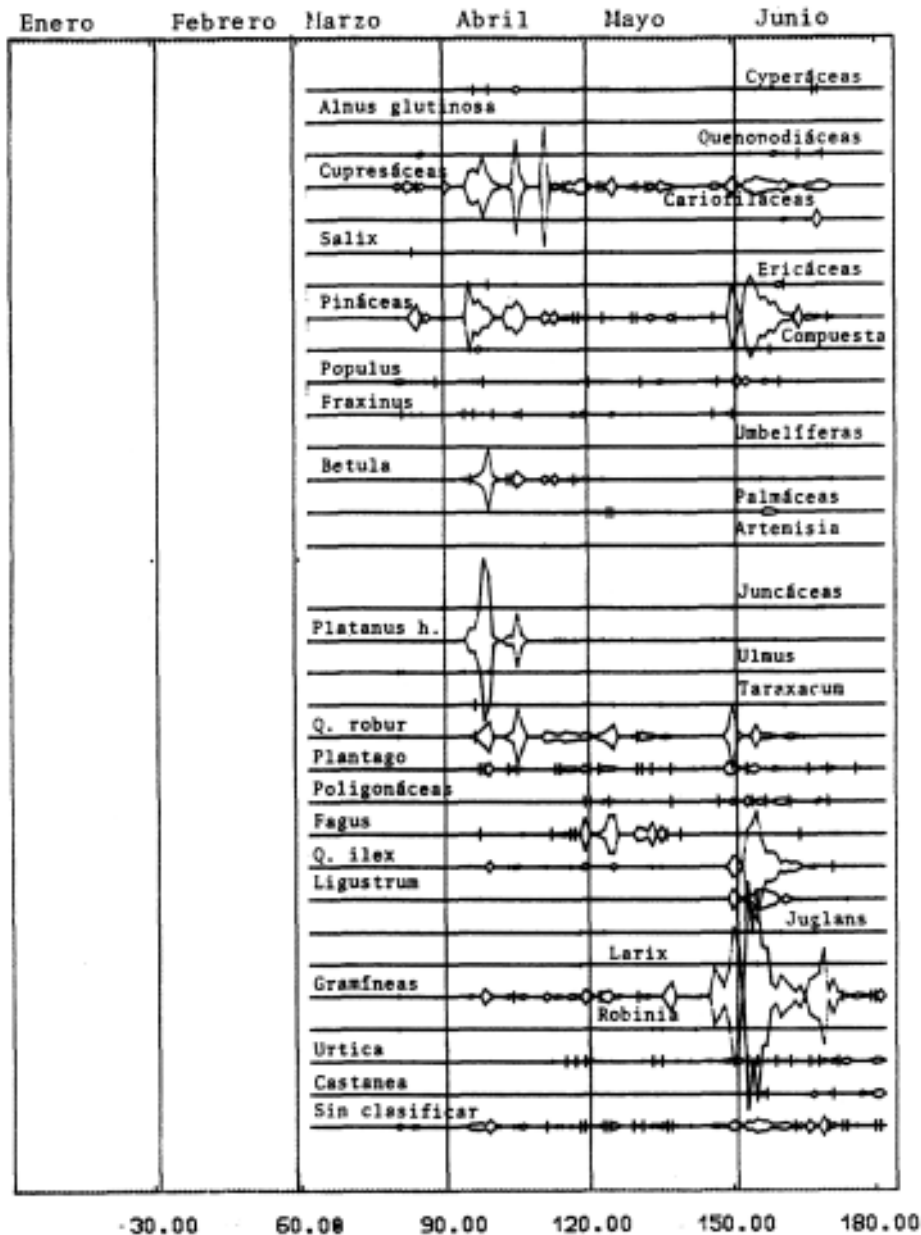 Enero Febrero Marzo Abril Mayo Junio
Cyperáceas
Alnus glutinosa
Quenopodiáceas
Cupresáceas
Cariofiláceas
Salix
Ericáceas
Pináceas
Compuesta
Populus
Fraxinus
Umbelíferas
Betula
Palmáceas
Artemisia
Juncáceas
Platanus h.
Ulmus
Taraxacum
Q. robur
Plantago
Poligonáceas
Fagus
Q. ilex
Ligustrum
Juglans
Larix
Gramíneas
Robinia
Urtica
Castanea
Sin clasificar
30.00 60.00 90.00 120.00 150.00 180.00